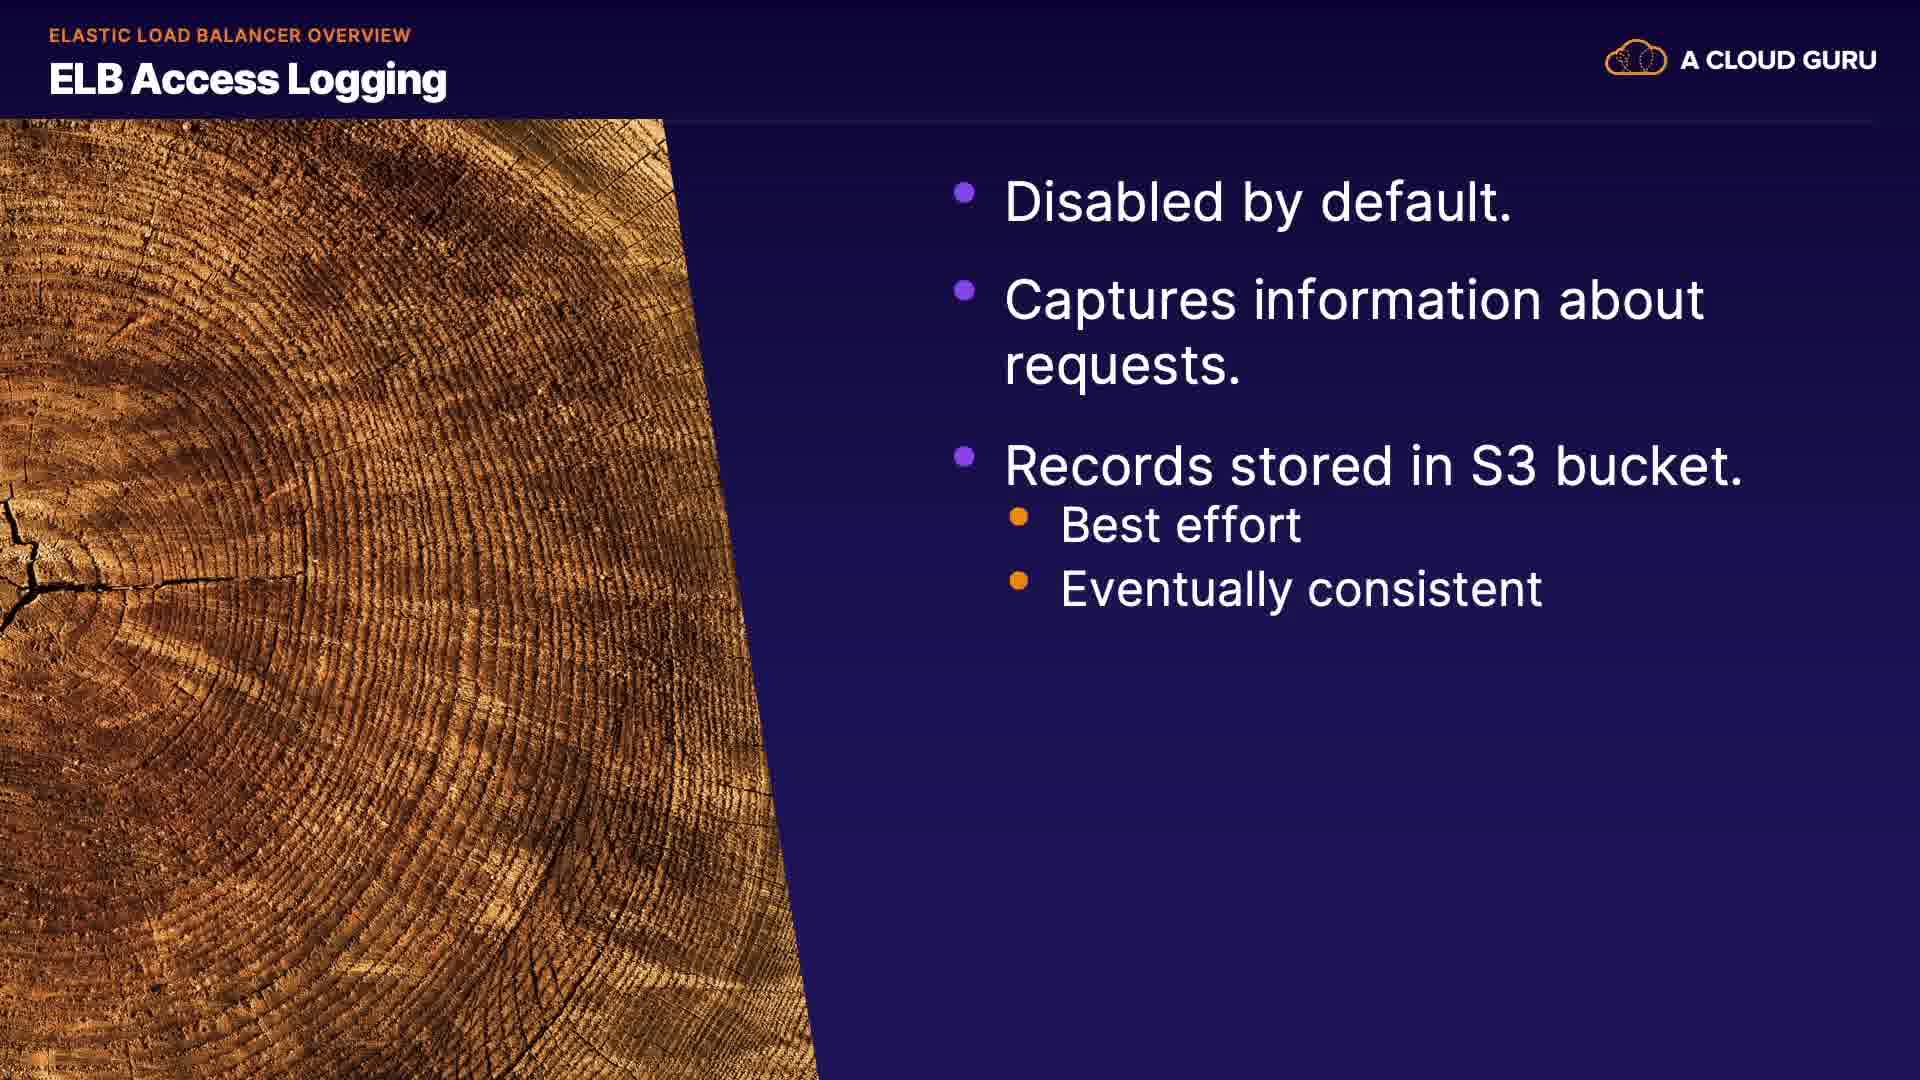 ELASTIC LOAD BALANCER OVERVIEW
ELB Access Logging
A CLOUD GURU
Disabled by default.
Captures information about
requests.
Records stored in S3 bucket.
Best effort
Eventually consistent